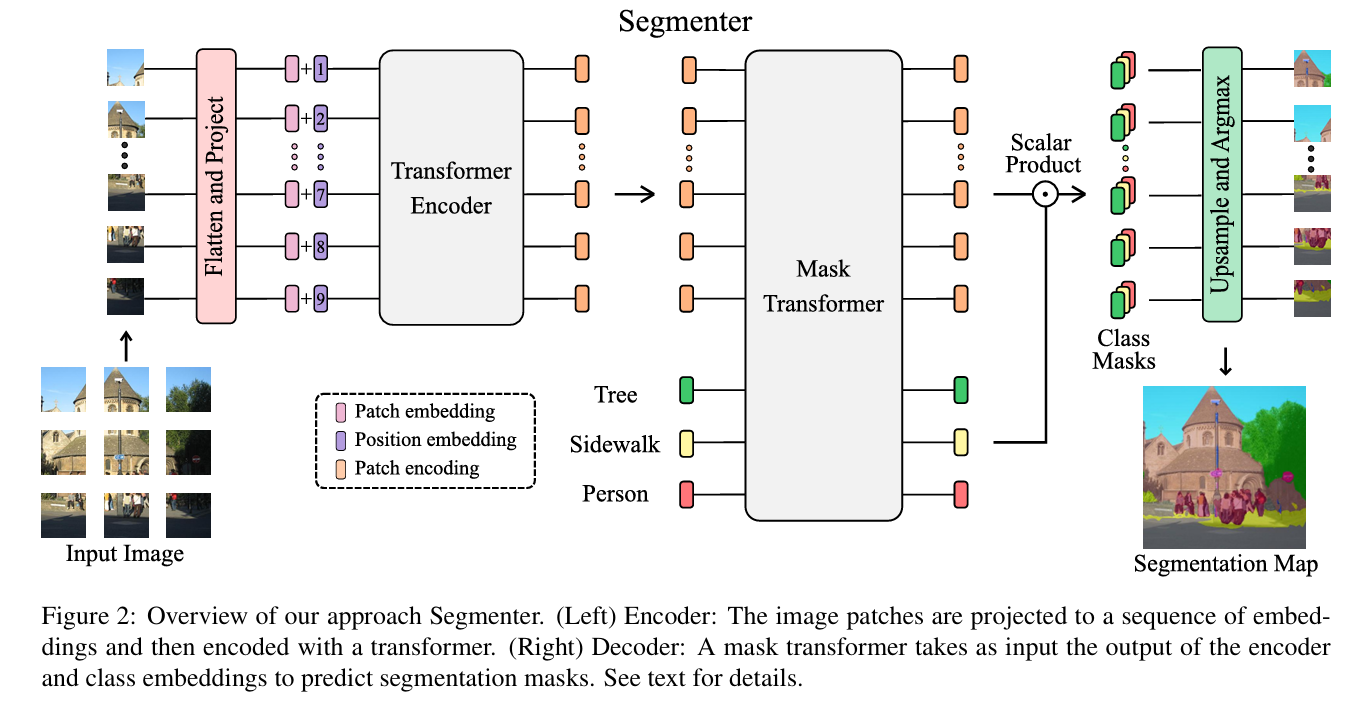 Segmenter
Flatten and Project
+ 1
+ 2
+ 7
+ 8
+ 9
Transformer
Encoder
Mask
Transformer
Scalar
Product
Upsample and Argmax
Class
Masks
Tree
Sidewalk
Person
Patch embedding
Position embedding
Patch encoding
Input Image
Segmentation Map
Figure 2: Overview of our approach Segmenter. (Left) Encoder: The image patches are projected to a sequence of embed-
dings and then encoded with a transformer. (Right) Decoder: A mask transformer takes as input the output of the encoder
and class embeddings to predict segmentation masks. See text for details.